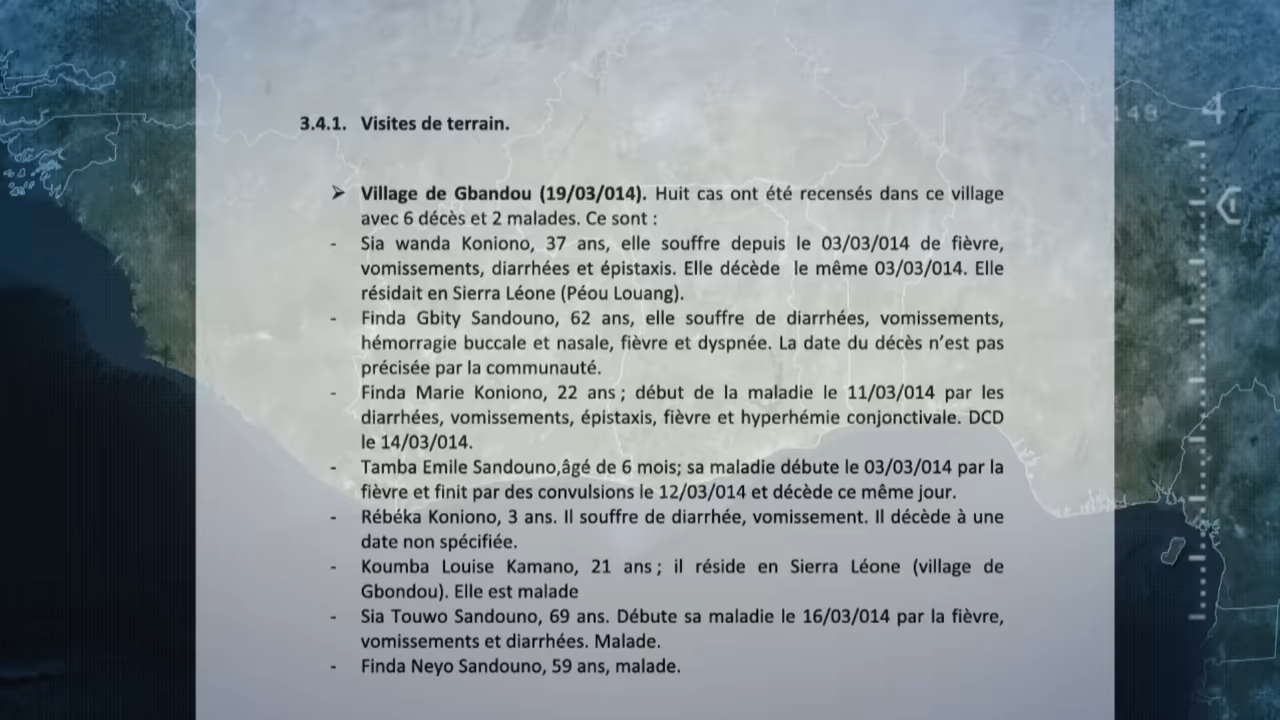 3.4.1. Visites de terrain.
➢ Village de Gbandou (19/03/014). Huit cas ont été recensés dans ce village
avec 6 décès et 2 malades. Ce sont :
- Sia wanda Koniono, 37 ans, elle souffre depuis le 03/03/014 de fièvre,
vomissements, diarrhées et épistaxis. Elle décède le même 03/03/014. Elle
résidait en Sierra Léone (Péou Louang).
- Finda Gbity Sandouno, 62 ans, elle souffre de diarrhées, vomissements,
hémorragie buccale et nasale, fièvre et dyspnée. La date du décès n’est pas
précisée par la communauté.
- Finda Marie Koniono, 22 ans ; début de la maladie le 11/03/014 par les
diarrhées, vomissements, épistaxis, fièvre et hyperhémie conjonctivale. DCD
le 14/03/014.
- Tamba Emile Sandouno,âgé de 6 mois; sa maladie débute le 03/03/014 par la
fièvre et finit par des convulsions le 12/03/014 et décède ce même jour.
- Rébéka Koniono, 3 ans. Il souffre de diarrhée, vomissement. Il décède à une
date non spécifiée.
- Koumba Louise Kamano, 21 ans ; il réside en Sierra Léone (village de
Gbondou). Elle est malade
- Sia Touwo Sandouno, 69 ans. Débute sa maladie le 16/03/014 par la fièvre,
vomissements et diarrhées. Malade.
- Finda Neyo Sandouno, 59 ans, malade.
4